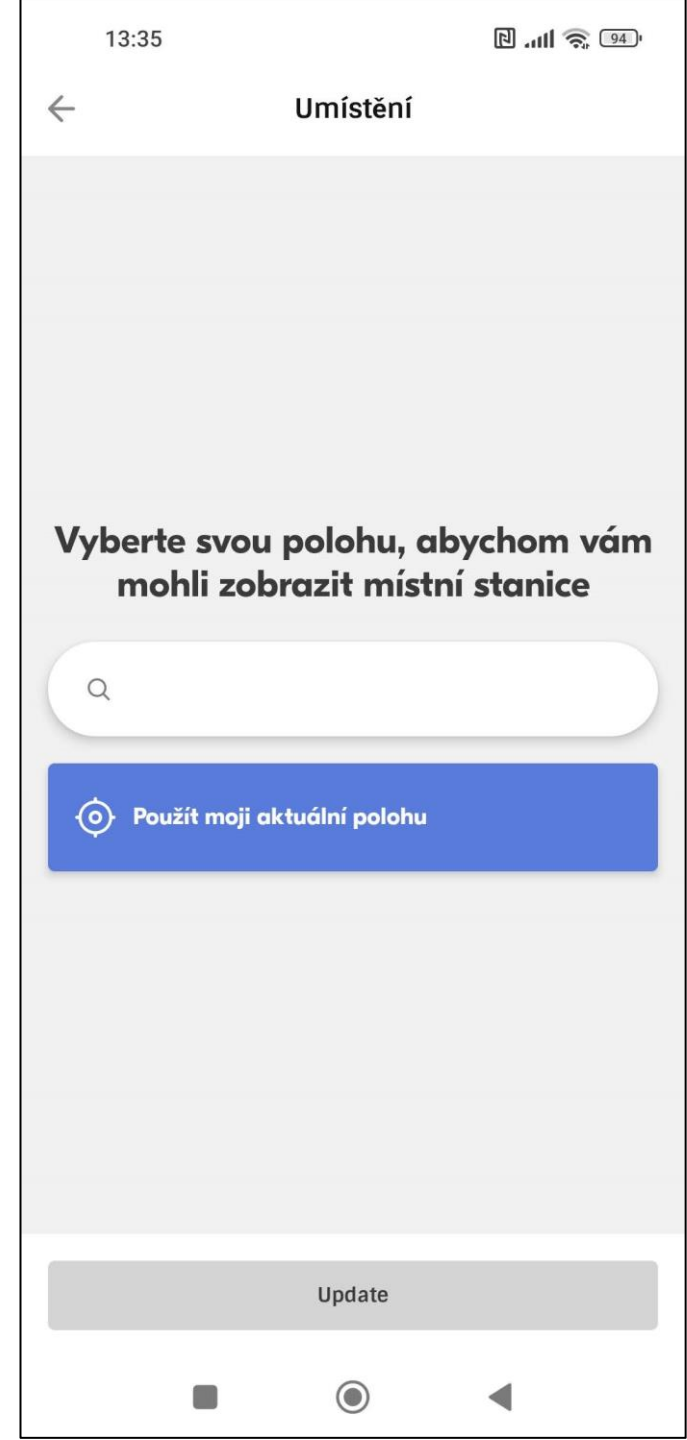 13:35
94
Umístění
Vyberte svou polohu, abychom vám
mohli zobrazit místní stanice
Použít moji aktuální polohu
Update